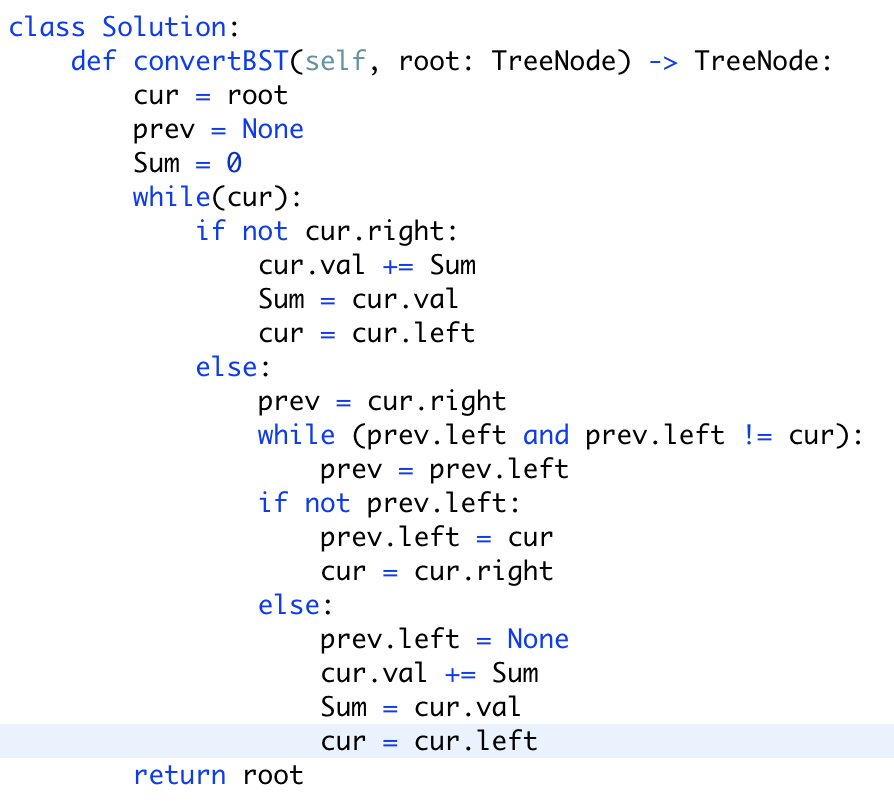 class Solution:
    def convertBST(self, root: TreeNode) -> TreeNode:
        cur = root
        prev = None
        Sum = 0
        while(cur):
            if not cur.right:
                cur.val += Sum
                Sum = cur.val
                cur = cur.left
            else:
                prev = cur.right
                while (prev.left and prev.left != cur):
                    prev = prev.left
                if not prev.left:
                    prev.left = cur
                    cur = cur.right
                else:
                    prev.left = None
                    cur.val += Sum
                    Sum = cur.val
                    cur = cur.left
        return root